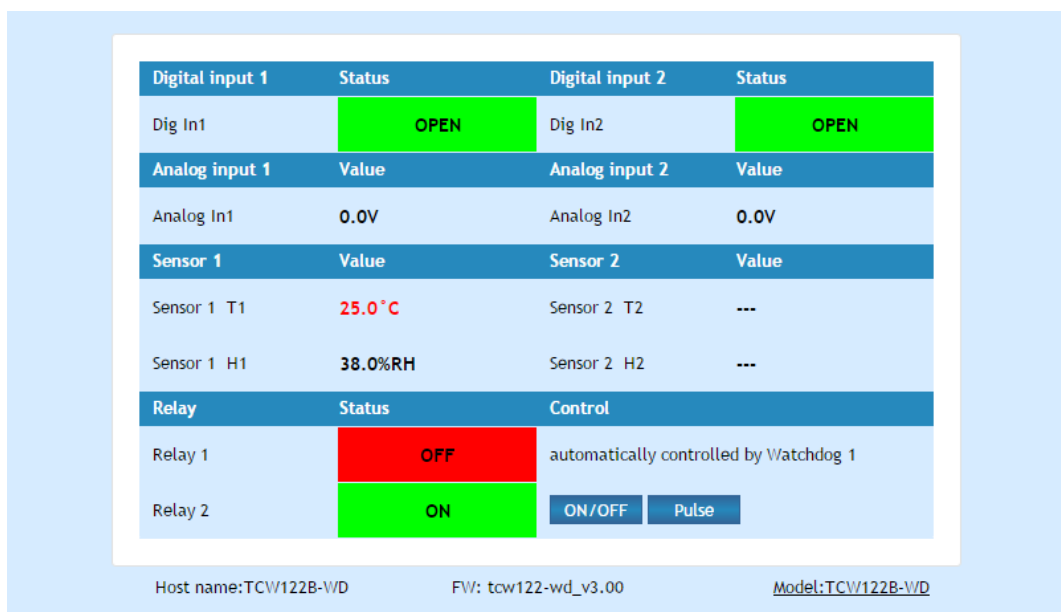 Digital input 1 Status Digital input 2 Status
Dig In1 OPEN Dig In2 OPEN
Analog input 1 Value Analog input 2 Value
Analog In1 0.0V Analog In2 0.0V
Sensor 1 Value Sensor 2 Value
Sensor 1 T1 25.0°C Sensor 2 T2 ---
Sensor 1 H1 38.0%RH Sensor 2 H2 ---
Relay Status Control
Relay 1 OFF automatically controlled by Watchdog 1
Relay 2 ON ON/OFF Pulse
Host name:TCW122B-WD FW: tcw122-wd_v3.00 Model:TCW122B-WD